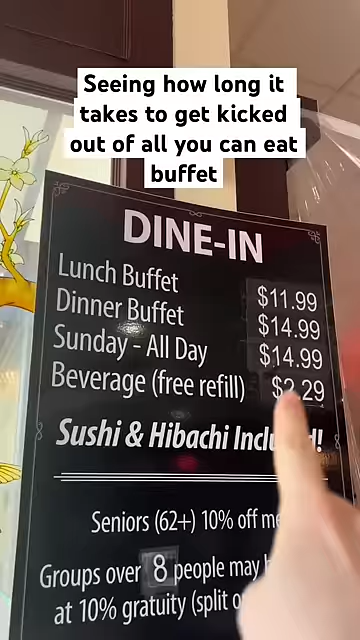 Seeing how long it
takes to get kicked
out of all you can eat
buffet
DINE-IN
Lunch Buffet $11.99
Dinner Buffet $14.99
Sunday - All Day $14.99
Beverage (free refill) $2.29
Sushi & Hibachi
Seniors (62+) 10% off
Groups over 8 people may
at 10% gratuity (split